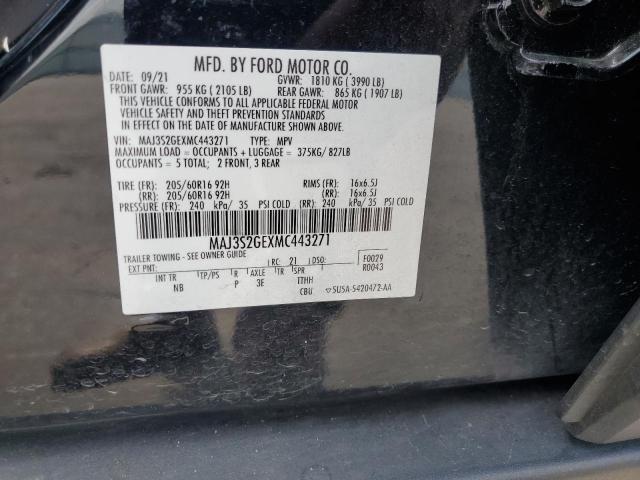 MFD. BY FORD MOTOR CO.
DATE: 09/21 GVWR: 1810 KG ( 3990 LB)
FRONT GAWR: 955 KG ( 2105 LB) REAR GAWR: 865 KG ( 1907 LB)
THIS VEHICLE CONFORMS TO ALL APPLICABLE FEDERAL MOTOR
VEHICLE SAFETY AND THEFT PREVENTION STANDARDS
IN EFFECT ON THE DATE OF MANUFACTURE SHOWN ABOVE.
VIN: MAJ3S2GEXMC443271 TYPE: MPV
MAXIMUM LOAD = OCCUPANTS + LUGGAGE = 375KG/ 827LB
OCCUPANTS = 5 TOTAL; 2 FRONT, 3 REAR
TIRE (FR): 205/60R16 92H RIMS (FR): 16x6.5J
(RR): 205/60R16 92H (RR): 16x6.5J
PRESSURE (FR): 240 kPa/ 35 PSI COLD (RR): 240 kPa/ 35 PSI COLD
MAJ3S2GEXMC443271
TRAILER TOWING - SEE OWNER GUIDE
EXT PNT: RC: 21 DSO: F0029
R0043
INT TR TP/PS R AXLE TR SPR
NB P 3E ITHH
CBU ▽SU5A-5420472-AA